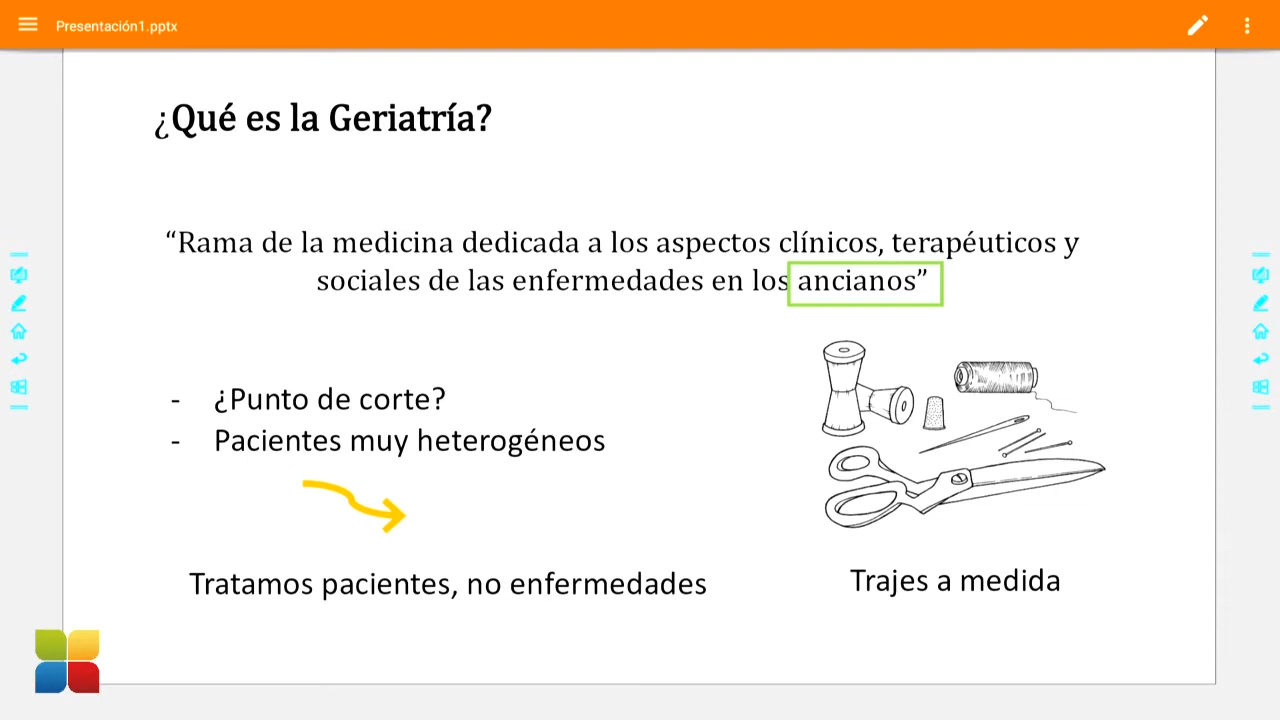 Presentación1.pptx
¿Qué es la Geriatría?
“Rama de la medicina dedicada a los aspectos clínicos, terapéuticos y
sociales de las enfermedades en los ancianos”
- ¿Punto de corte?
- Pacientes muy heterogéneos
Tratamos pacientes, no enfermedades
Trajes a medida